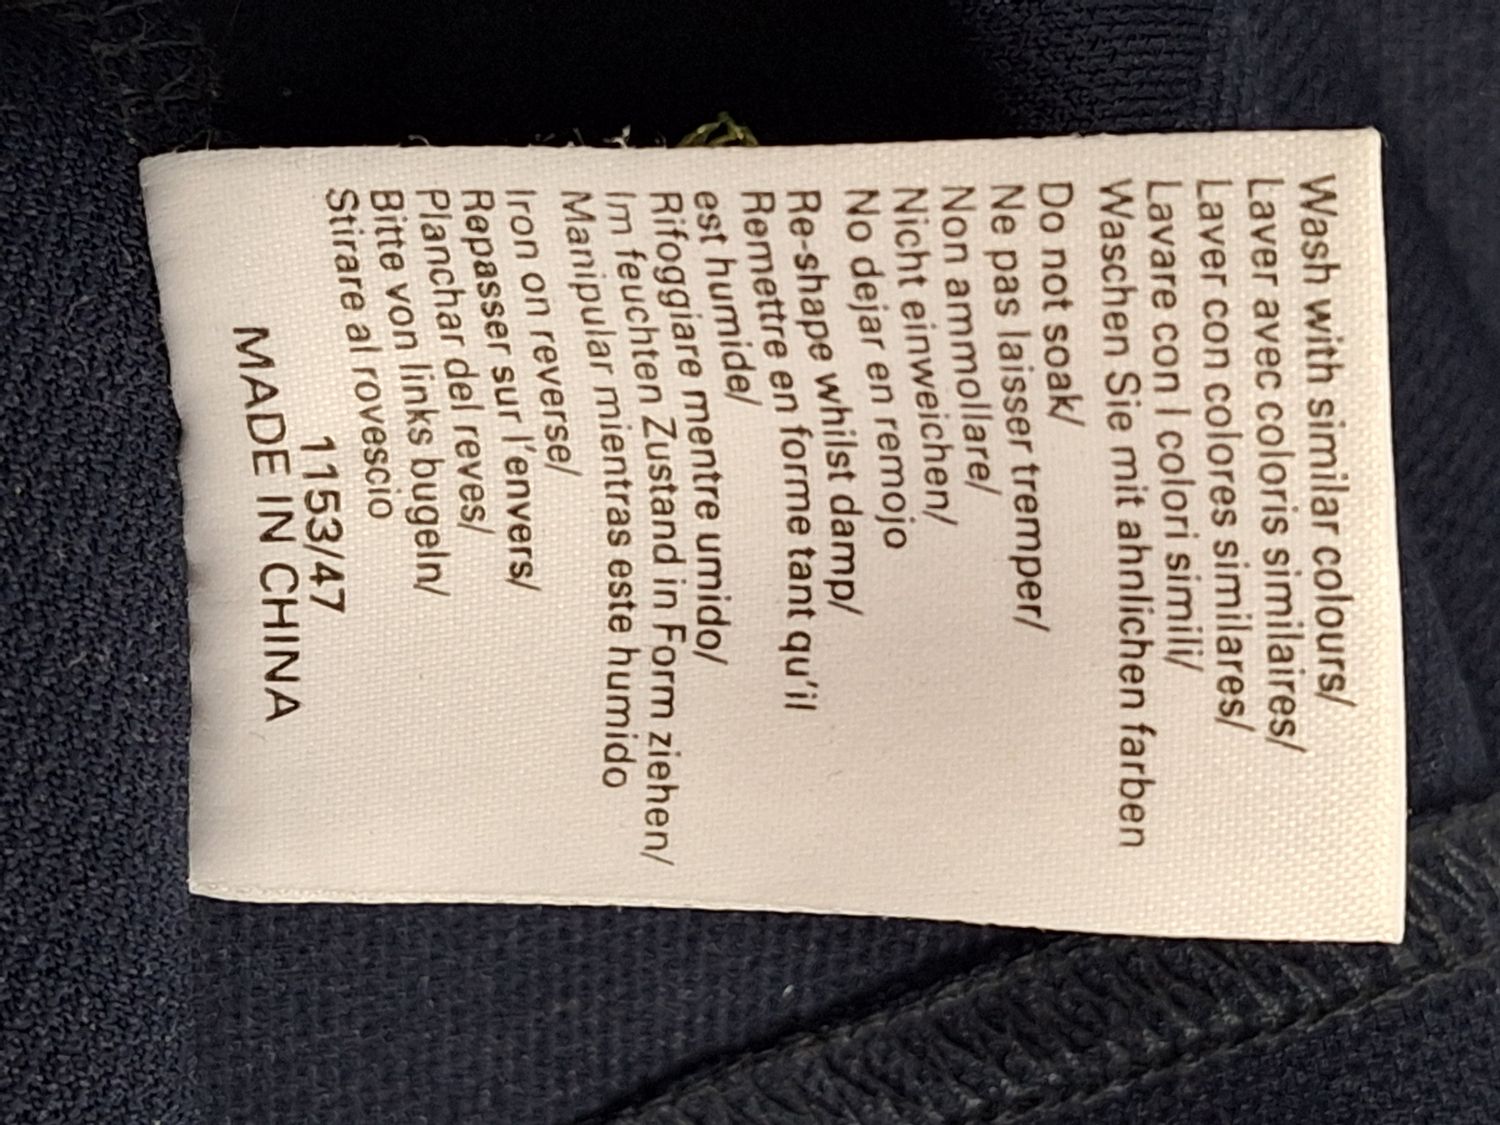 Wash with similar colours/
Laver avec coloris similaires/
Laver con colores similares/
Lavare con I colori simili/
Waschen Sie mit ahnlichen farben
Do not soak/
Ne pas laisser tremper/
Non ammollare/
Nicht einweichen/
No dejar en remojo
Re-shape whilst damp/
Remettre en forme tant qu'il
est humide/
Rifoggiare mentre umido/
Im feuchten Zustand in Form ziehen/
Manipular mientras este humido
Iron on reverse/
Rapasser sur l'envers/
Planchar del reves/
Bitte von links bugeln/
Stirare al rovescio
1153/47
MADE IN CHINA